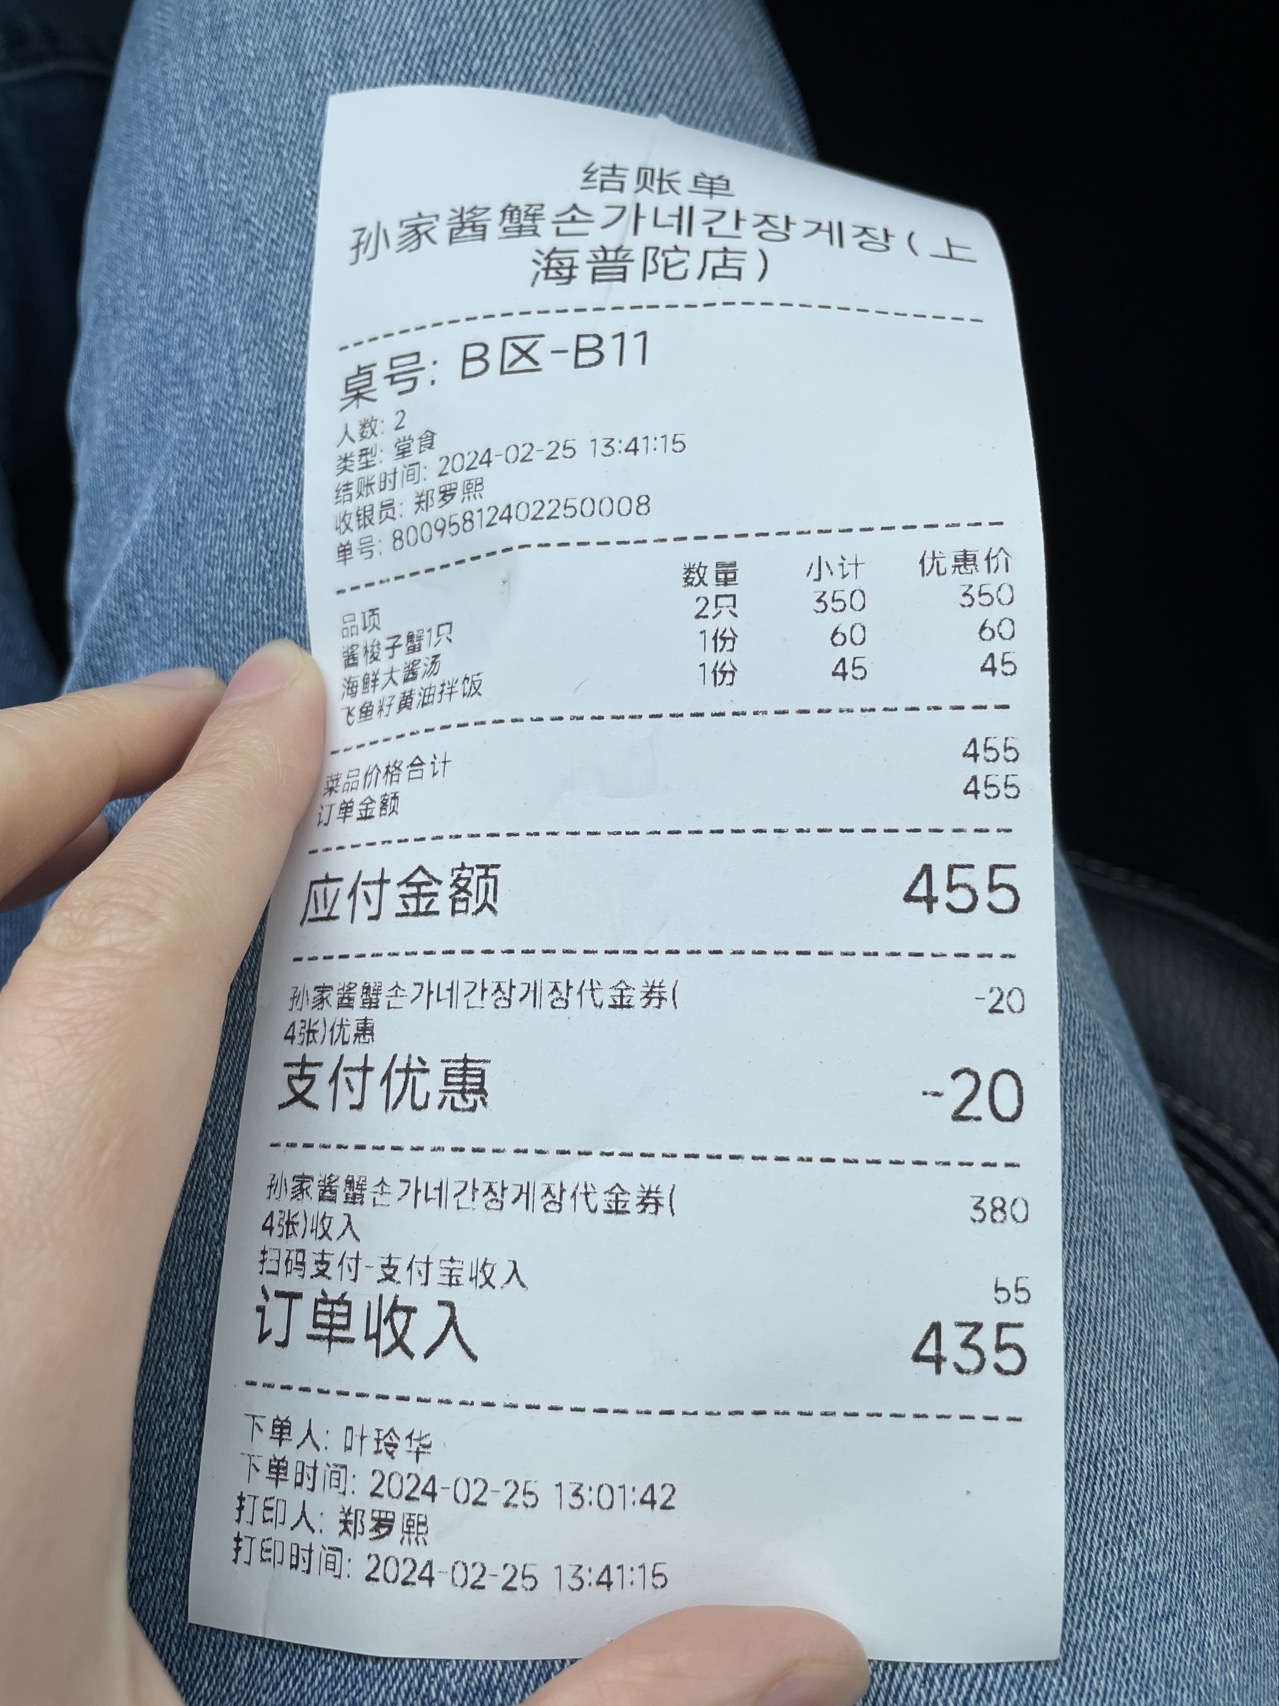 结账单
孙家酱蟹손가네간장게장(上
海普陀店)
桌号: B区-B11
人数: 2
类型: 堂食
结账时间: 2024-02-25 13:41:15
收银员: 郑罗熙
单号: 80095812402250008
品项 数量 小计 优惠价
酱梭子蟹1只 2只 350 350
海鲜大酱汤 1份 60 60
飞鱼籽黄油拌饭 1份 45 45
菜品价格合计 455
订单金额 455
应付金额 455
孙家酱蟹손가네간장게장代金券( -20
4张)优惠
支付优惠 -20
孙家酱蟹손가네간장게장代金券( 380
4张)收入
扫码支付-支付宝收入 55
订单收入 435
下单人: 叶玲华
下单时间: 2024-02-25 13:01:42
打印人: 郑罗熙
打印时间: 2024-02-25 13:41:15